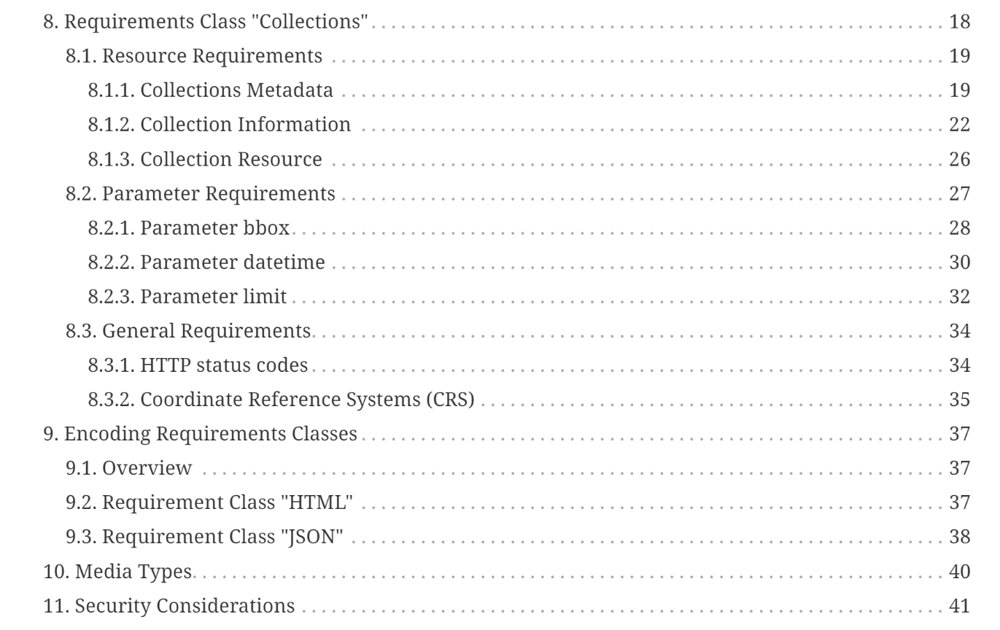 8. Requirements Class "Collections" . . . . . . . . . . . . . . . . . . . . . . . . . . . . . . . . . . . . . . . . . . . . . . . . . . . . . . . . . . 18
8.1. Resource Requirements . . . . . . . . . . . . . . . . . . . . . . . . . . . . . . . . . . . . . . . . . . . . . . . . . . . . . . . . . . . . . . 19
8.1.1. Collections Metadata . . . . . . . . . . . . . . . . . . . . . . . . . . . . . . . . . . . . . . . . . . . . . . . . . . . . . . . . . . . . . 19
8.1.2. Collection Information . . . . . . . . . . . . . . . . . . . . . . . . . . . . . . . . . . . . . . . . . . . . . . . . . . . . . . . . . . . 22
8.1.3. Collection Resource . . . . . . . . . . . . . . . . . . . . . . . . . . . . . . . . . . . . . . . . . . . . . . . . . . . . . . . . . . . . . . 26
8.2. Parameter Requirements . . . . . . . . . . . . . . . . . . . . . . . . . . . . . . . . . . . . . . . . . . . . . . . . . . . . . . . . . . . . . 27
8.2.1. Parameter bbox . . . . . . . . . . . . . . . . . . . . . . . . . . . . . . . . . . . . . . . . . . . . . . . . . . . . . . . . . . . . . . . . . . 28
8.2.2. Parameter datetime . . . . . . . . . . . . . . . . . . . . . . . . . . . . . . . . . . . . . . . . . . . . . . . . . . . . . . . . . . . . . . 30
8.2.3. Parameter limit . . . . . . . . . . . . . . . . . . . . . . . . . . . . . . . . . . . . . . . . . . . . . . . . . . . . . . . . . . . . . . . . . . 32
8.3. General Requirements . . . . . . . . . . . . . . . . . . . . . . . . . . . . . . . . . . . . . . . . . . . . . . . . . . . . . . . . . . . . . . . . 34
8.3.1. HTTP status codes . . . . . . . . . . . . . . . . . . . . . . . . . . . . . . . . . . . . . . . . . . . . . . . . . . . . . . . . . . . . . . . . 34
8.3.2. Coordinate Reference Systems (CRS) . . . . . . . . . . . . . . . . . . . . . . . . . . . . . . . . . . . . . . . . . . . . . . . 35
9. Encoding Requirements Classes . . . . . . . . . . . . . . . . . . . . . . . . . . . . . . . . . . . . . . . . . . . . . . . . . . . . . . . . . . . 37
9.1. Overview . . . . . . . . . . . . . . . . . . . . . . . . . . . . . . . . . . . . . . . . . . . . . . . . . . . . . . . . . . . . . . . . . . . . . . . . . . . 37
9.2. Requirement Class "HTML" . . . . . . . . . . . . . . . . . . . . . . . . . . . . . . . . . . . . . . . . . . . . . . . . . . . . . . . . . . . 37
9.3. Requirement Class "JSON" . . . . . . . . . . . . . . . . . . . . . . . . . . . . . . . . . . . . . . . . . . . . . . . . . . . . . . . . . . . . 38
10. Media Types . . . . . . . . . . . . . . . . . . . . . . . . . . . . . . . . . . . . . . . . . . . . . . . . . . . . . . . . . . . . . . . . . . . . . . . . . . . . 40
11. Security Considerations . . . . . . . . . . . . . . . . . . . . . . . . . . . . . . . . . . . . . . . . . . . . . . . . . . . . . . . . . . . . . . . . . 41